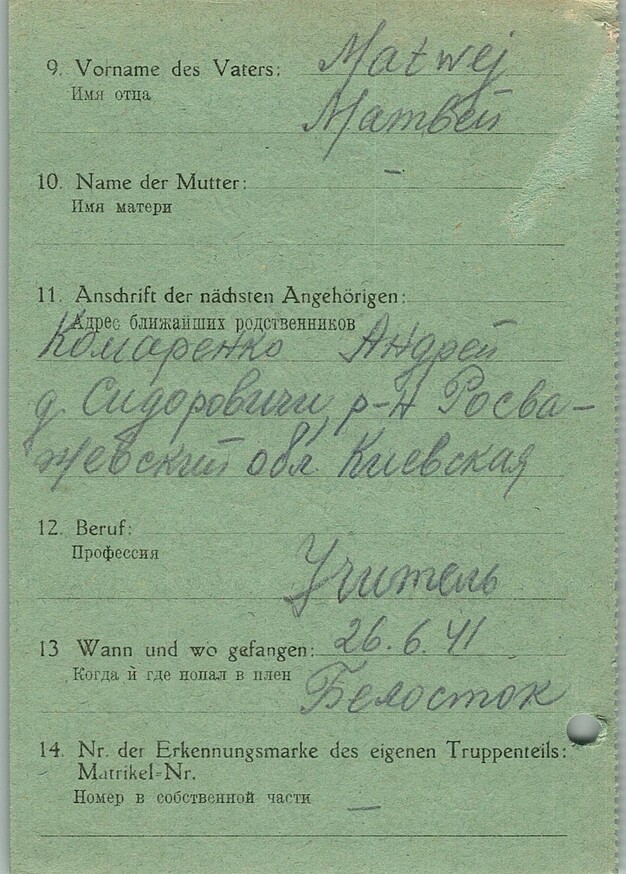 9. Vorname des Vaters: Matwej
Имя отца Матвей
10. Name der Mutter: –
Имя матери
11. Anschrift der nächsten Angehörigen:
Адрес ближайших родственников
Комаренко Андрей
д. Сидоровичи, р-н Росва-
жевский обл. Киевская
12. Beruf:
Профессия
Учитель
13 Wann und wo gefangen: 26.6.41
Когда й где попал в плен Белосток
14. Nr. der Erkennungsmarke des eigenen Truppenteils:
Matrikel=Nr.
Номер в собственной части –